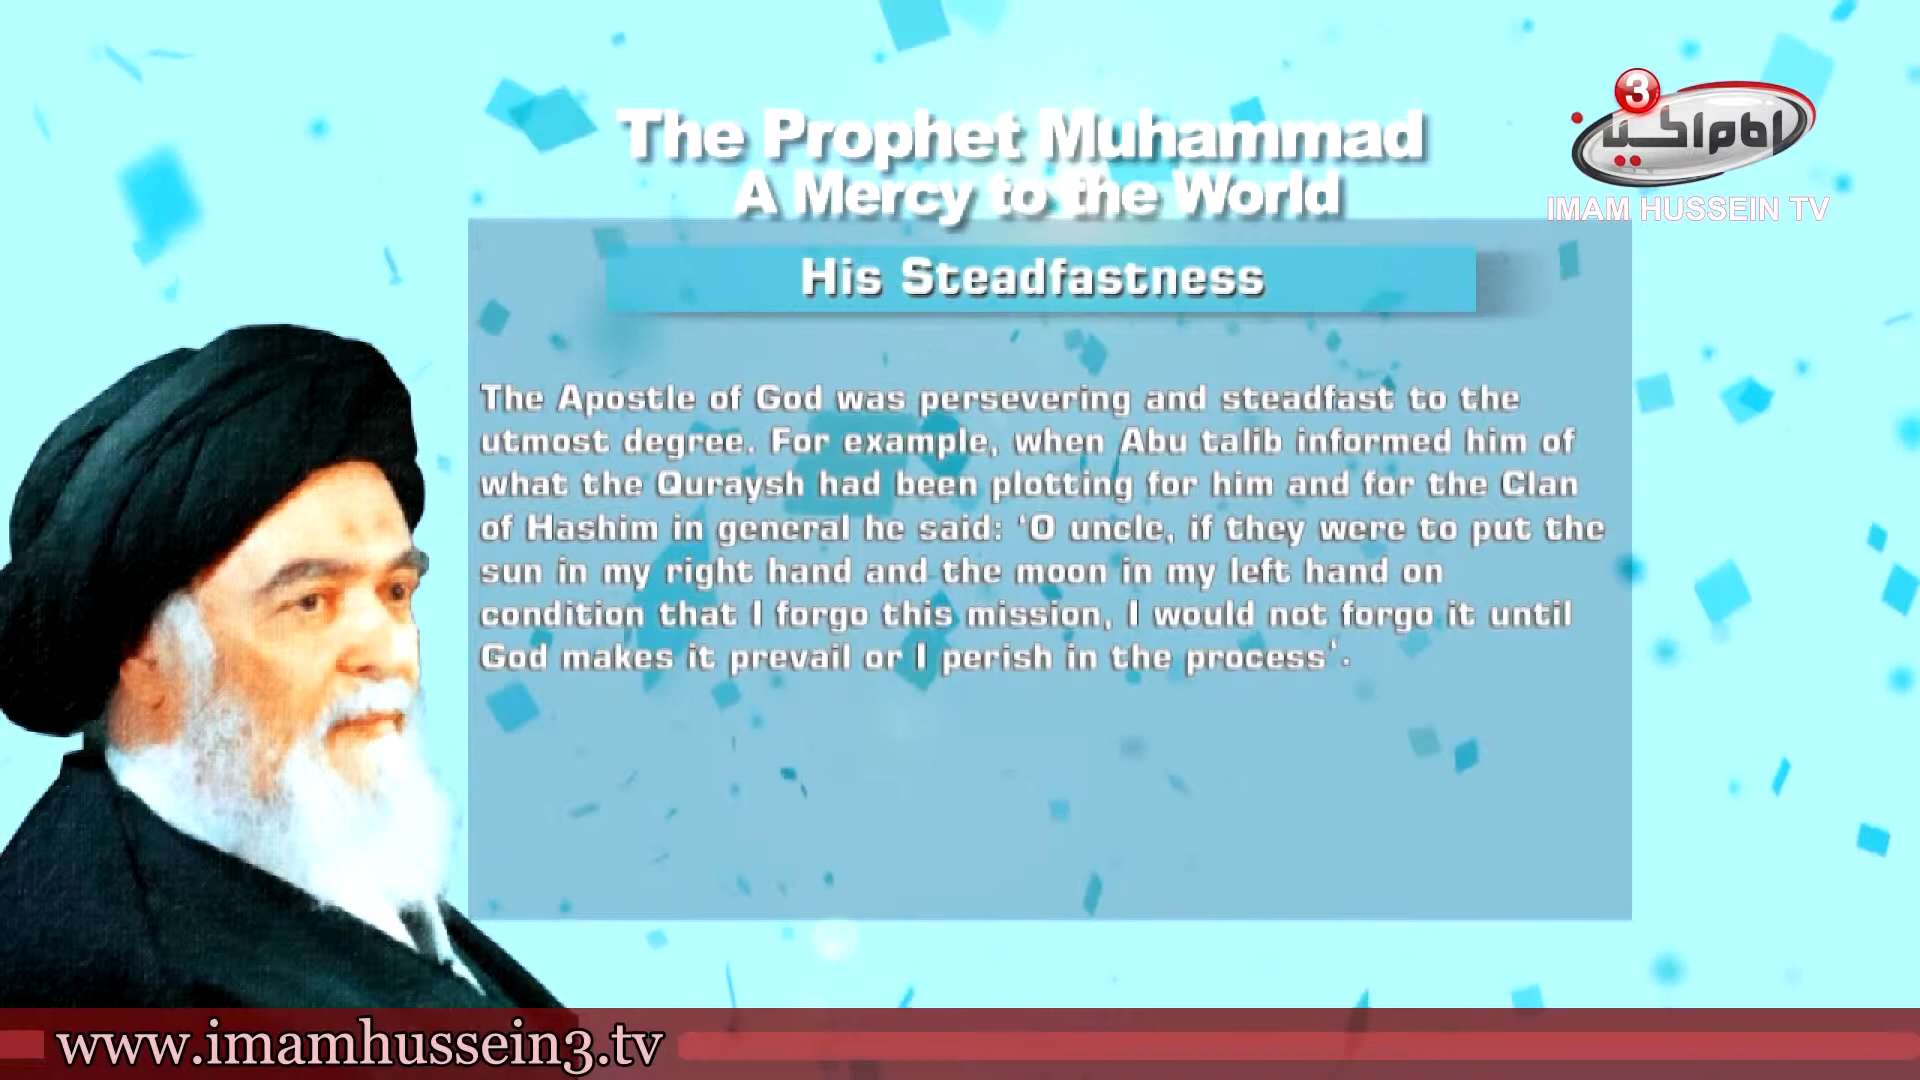 3
امام حسين
IMAM HUSSEIN TV
The Prophet Muhammad
A Mercy to the World
His Steadfastness
The Apostle of God was persevering and steadfast to the
utmost degree. For example, when Abu talib informed him of
what the Quraysh had been plotting for him and for the Clan
of Hashim in general he said: ‘O uncle, if they were to put the
sun in my right hand and the moon in my left hand on
condition that I forgo this mission, I would not forgo it until
God makes it prevail or I perish in the process‘.
www.imamhussein3.tv